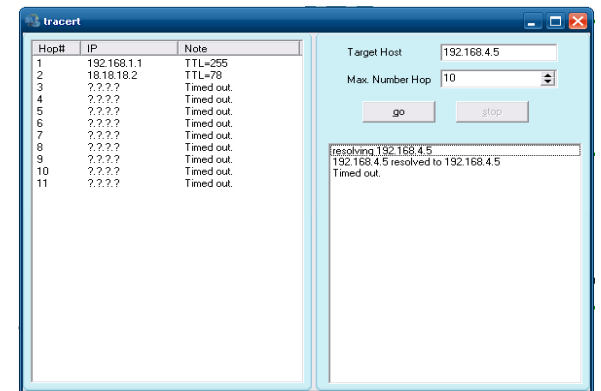 tracert
Hop# IP Note
1 192.168.1.1 TTL=255
2 18.18.18.2 TTL=78
3 ?.?.?.? Timed out.
4 ?.?.?.? Timed out.
5 ?.?.?.? Timed out.
6 ?.?.?.? Timed out.
7 ?.?.?.? Timed out.
8 ?.?.?.? Timed out.
9 ?.?.?.? Timed out.
10 ?.?.?.? Timed out.
11 ?.?.?.? Timed out.
Target Host 192.168.4.5
Max. Number Hop 10
go stop
resolving 192.168.4.5
192.168.4.5 resolved to 192.168.4.5
Timed out.